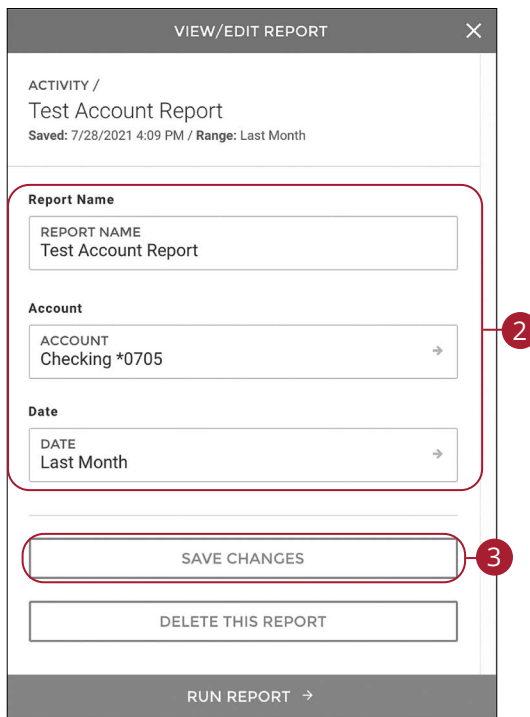 VIEW/EDIT REPORT
ACTIVITY /
Test Account Report
Saved: 7/28/2021 4:09 PM / Range: Last Month
Report Name
REPORT NAME
Test Account Report
Account
ACCOUNT
Checking *0705
2
Date
DATE
Last Month
SAVE CHANGES
3
DELETE THIS REPORT
RUN REPORT